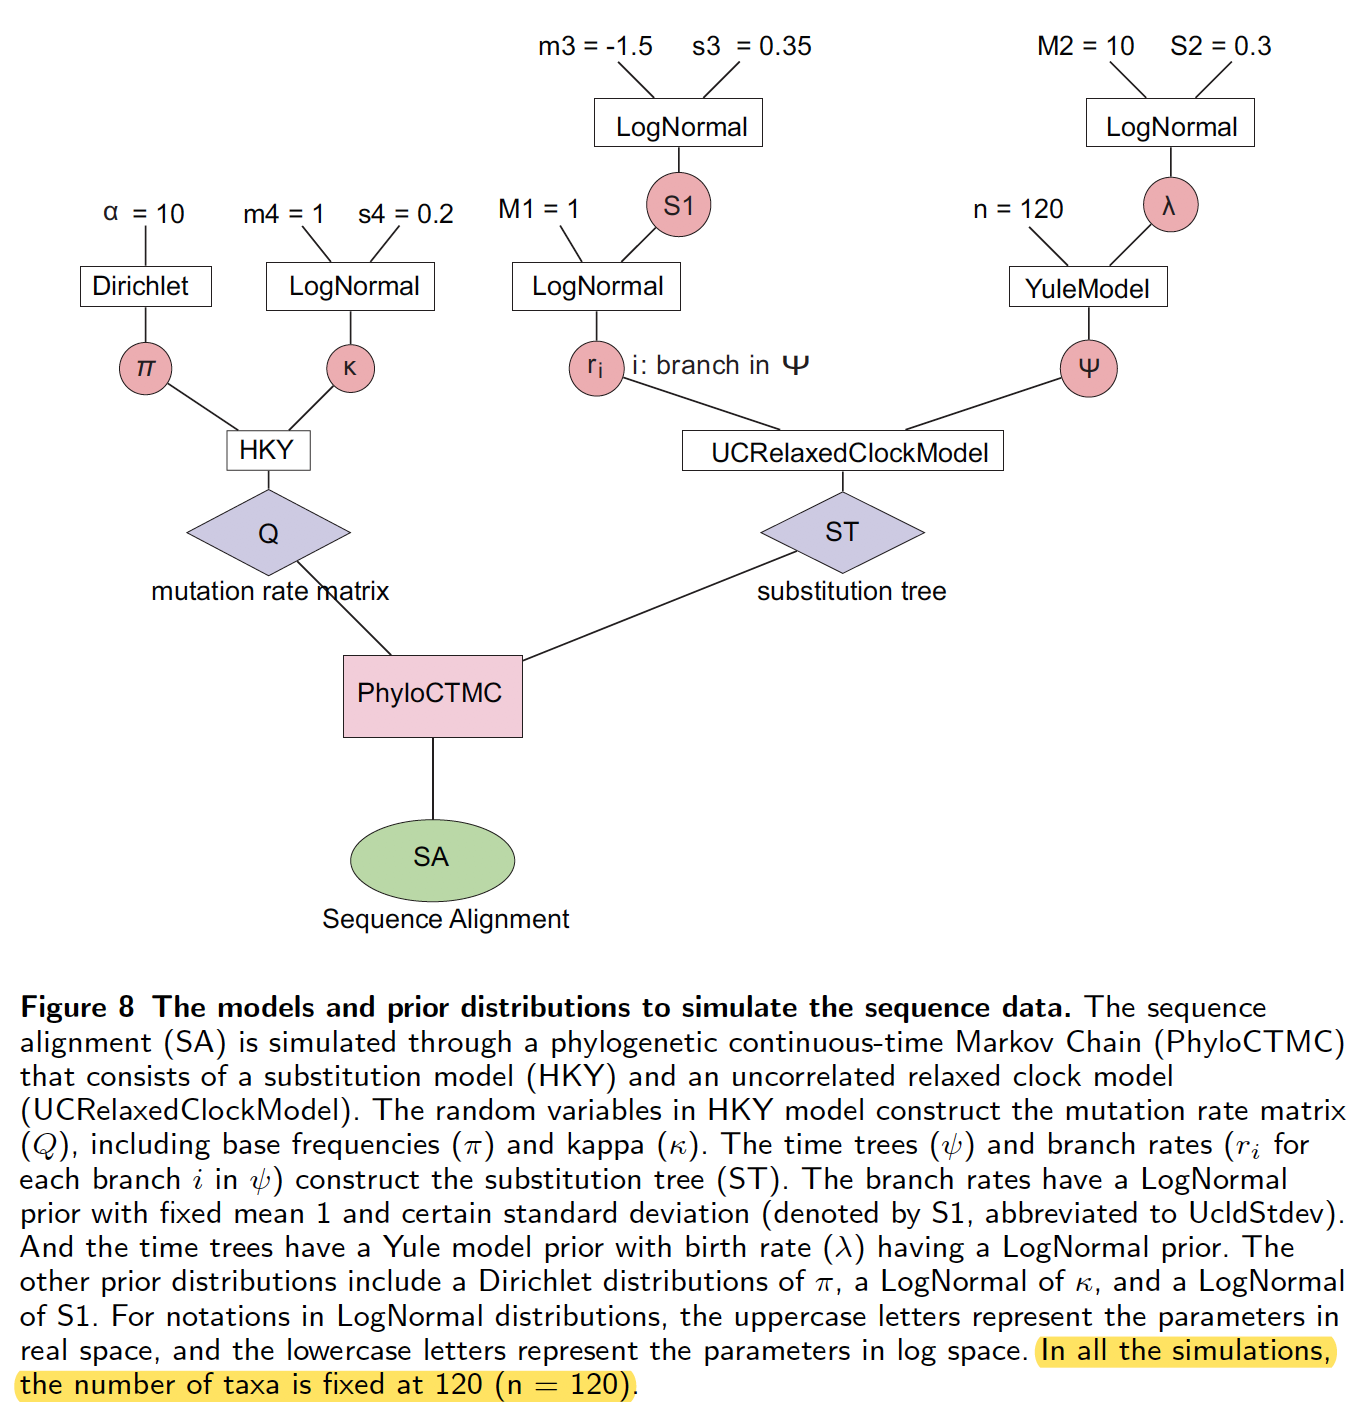 m3 = -1.5 s3 = 0.35 M2 = 10 S2 = 0.3
LogNormal LogNormal
α = 10 m4 = 1 s4 = 0.2 M1 = 1 S1 n = 120 λ
Dirichlet LogNormal LogNormal YuleModel
π κ ri i: branch in Ψ Ψ
HKY UCRelaxedClockModel
Q ST
mutation rate matrix substitution tree
PhyloCTMC
SA
Sequence Alignment
Figure 8 The models and prior distributions to simulate the sequence data. The sequence
alignment (SA) is simulated through a phylogenetic continuous-time Markov Chain (PhyloCTMC)
that consists of a substitution model (HKY) and an uncorrelated relaxed clock model
(UCRelaxedClockModel). The random variables in HKY model construct the mutation rate matrix
(Q), including base frequencies (π) and kappa (κ). The time trees (ψ) and branch rates (ri for
each branch i in ψ) construct the substitution tree (ST). The branch rates have a LogNormal
prior with fixed mean 1 and certain standard deviation (denoted by S1, abbreviated to UcldStdev).
And the time trees have a Yule model prior with birth rate (λ) having a LogNormal prior. The
other prior distributions include a Dirichlet distributions of π, a LogNormal of κ, and a LogNormal
of S1. For notations in LogNormal distributions, the uppercase letters represent the parameters in
real space, and the lowercase letters represent the parameters in log space. In all the simulations,
the number of taxa is fixed at 120 (n = 120).